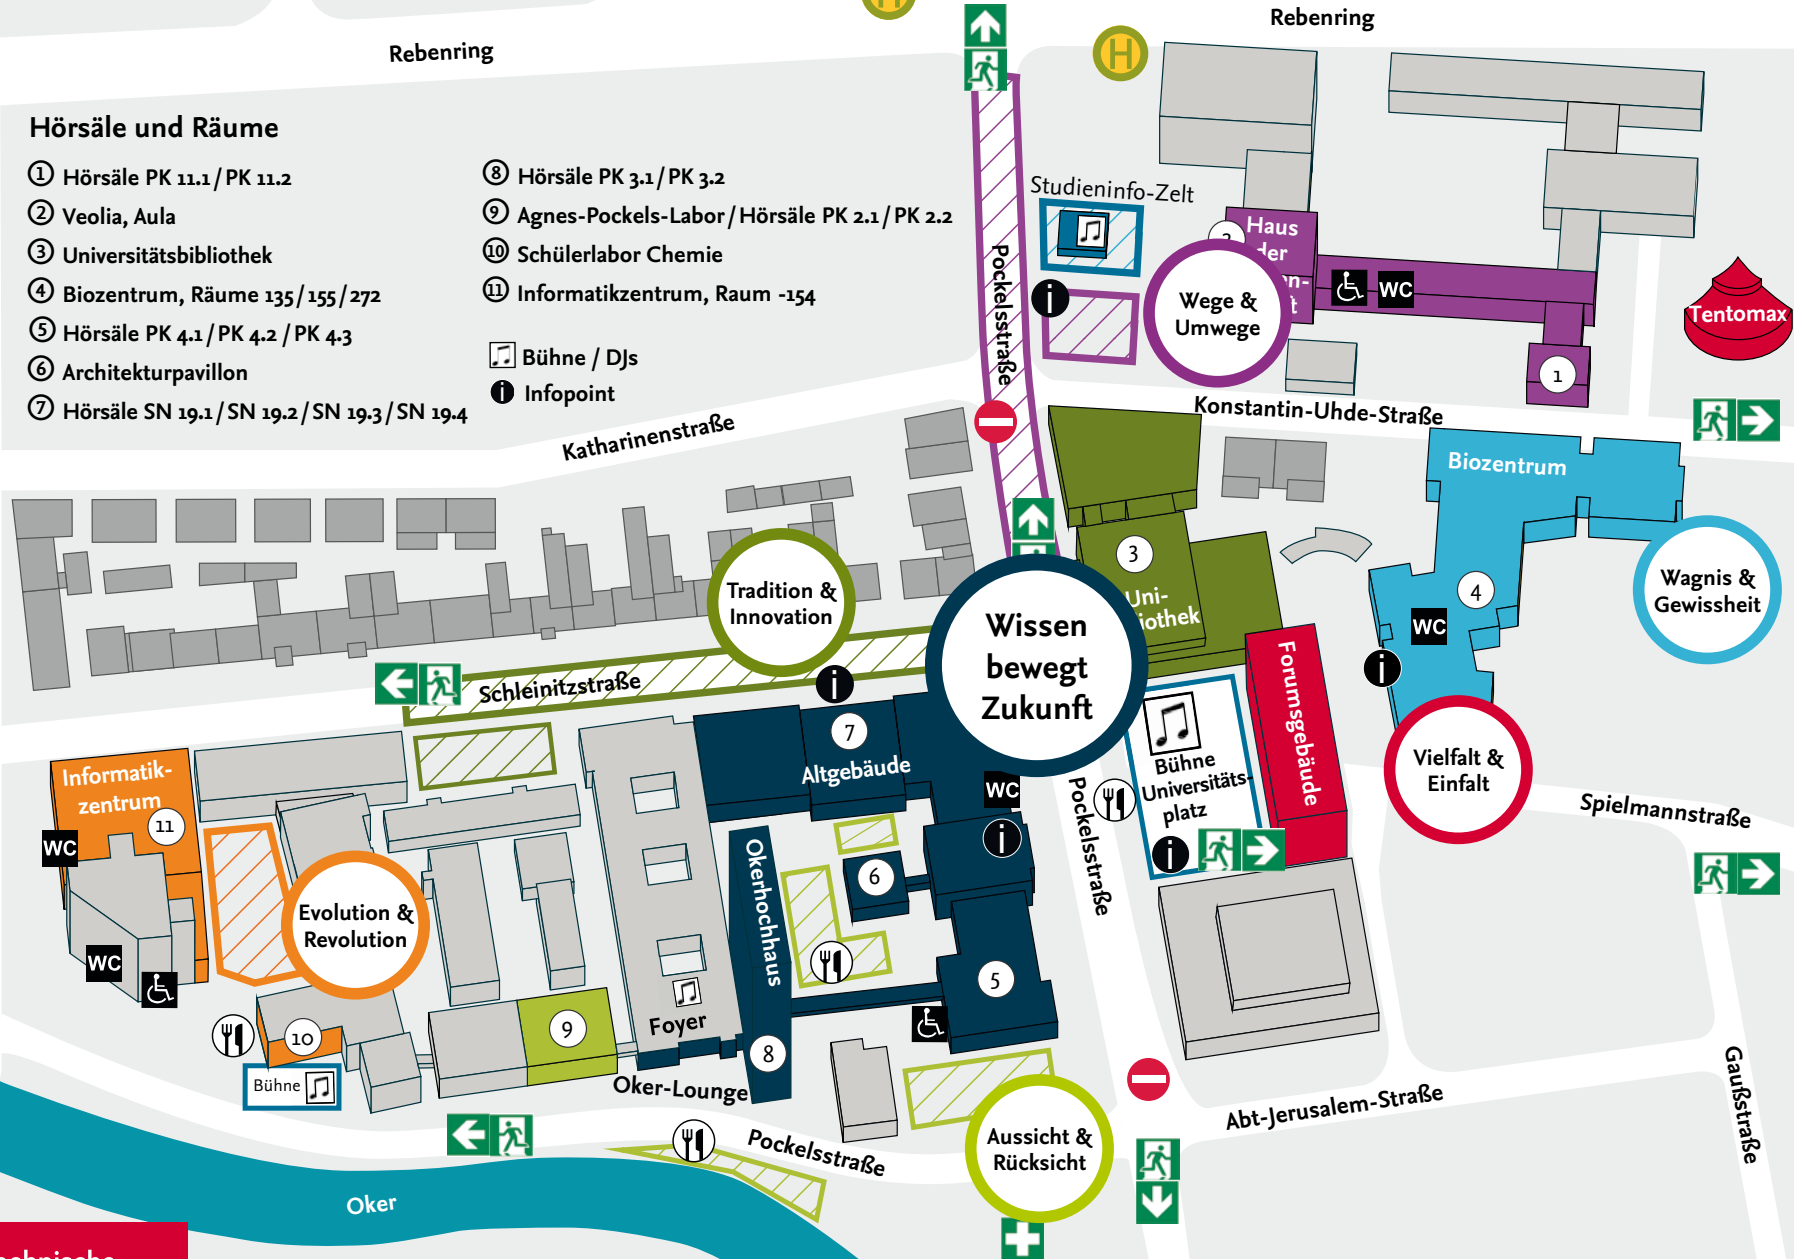 Rebenring
Rebenring
Hörsäle und Räume
1 Hörsäle PK 11.1 / PK 11.2
2 Veolia, Aula
3 Universitätsbibliothek
4 Biozentrum, Räume 135 / 155 / 272
5 Hörsäle PK 4.1 / PK 4.2 / PK 4.3
6 Architekturpavillon
7 Hörsäle SN 19.1 / SN 19.2 / SN 19.3 / SN 19.4
8 Hörsäle PK 3.1 / PK 3.2
9 Agnes-Pockels-Labor / Hörsäle PK 2.1 / PK 2.2
10 Schülerlabor Chemie
11 Informatikzentrum, Raum -154
Bühne / DJs
i Infopoint
H
Studieninfo-Zelt
Haus
der
Pockelsstraße
i
Wege &
Umwege
WC
Tentomax
1
Konstantin-Uhde-Straße
Katharinenstraße
Biozentrum
3
Uni-
4
WC
i
Wagnis &
Gewissheit
Tradition &
Innovation
Wissen
bewegt
Zukunft
Schleinitzstraße
i
7
Altgebäude
WC
i
Forumsgebäude
Bühne
Universitäts-
platz
i
Pockelsstraße
Vielfalt &
Einfalt
Spielmannstraße
Informatik-
zentrum
11
WC
WC
Evolution &
Revolution
Okerhochhaus
6
5
10
9
Foyer
8
Bühne
Oker-Lounge
Pockelsstraße
Aussicht &
Rücksicht
Abt-Jerusalem-Straße
Gaußstraße
Oker